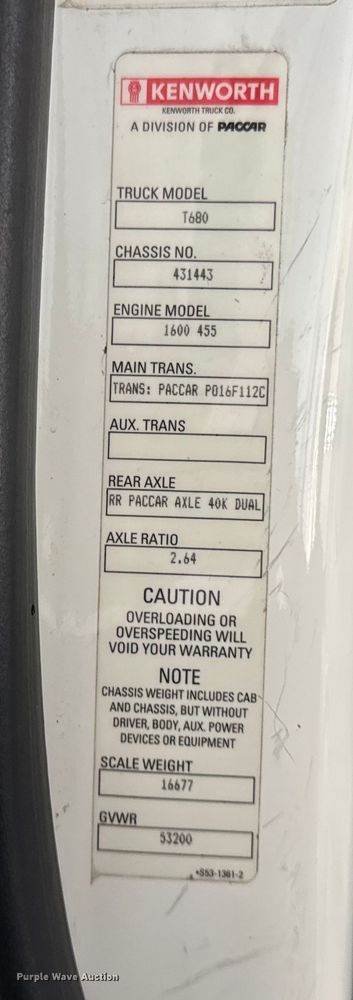 KENWORTH
KENWORTH TRUCK CO.
A DIVISION OF PACCAR
TRUCK MODEL
T680
CHASSIS NO.
431443
ENGINE MODEL
1600 455
MAIN TRANS.
TRANS: PACCAR PO16F112C
AUX. TRANS
REAR AXLE
RR PACCAR AXLE 40K DUAL
AXLE RATIO
2.64
CAUTION
OVERLOADING OR
OVERSPEEDING WILL
VOID YOUR WARRANTY
NOTE
CHASSIS WEIGHT INCLUDES CAB
AND CHASSIS, BUT WITHOUT
DRIVER, BODY, AUX. POWER
DEVICES OR EQUIPMENT
SCALE WEIGHT
16677
GVWR
53200
S53-1361-2
Purple Wave Auction